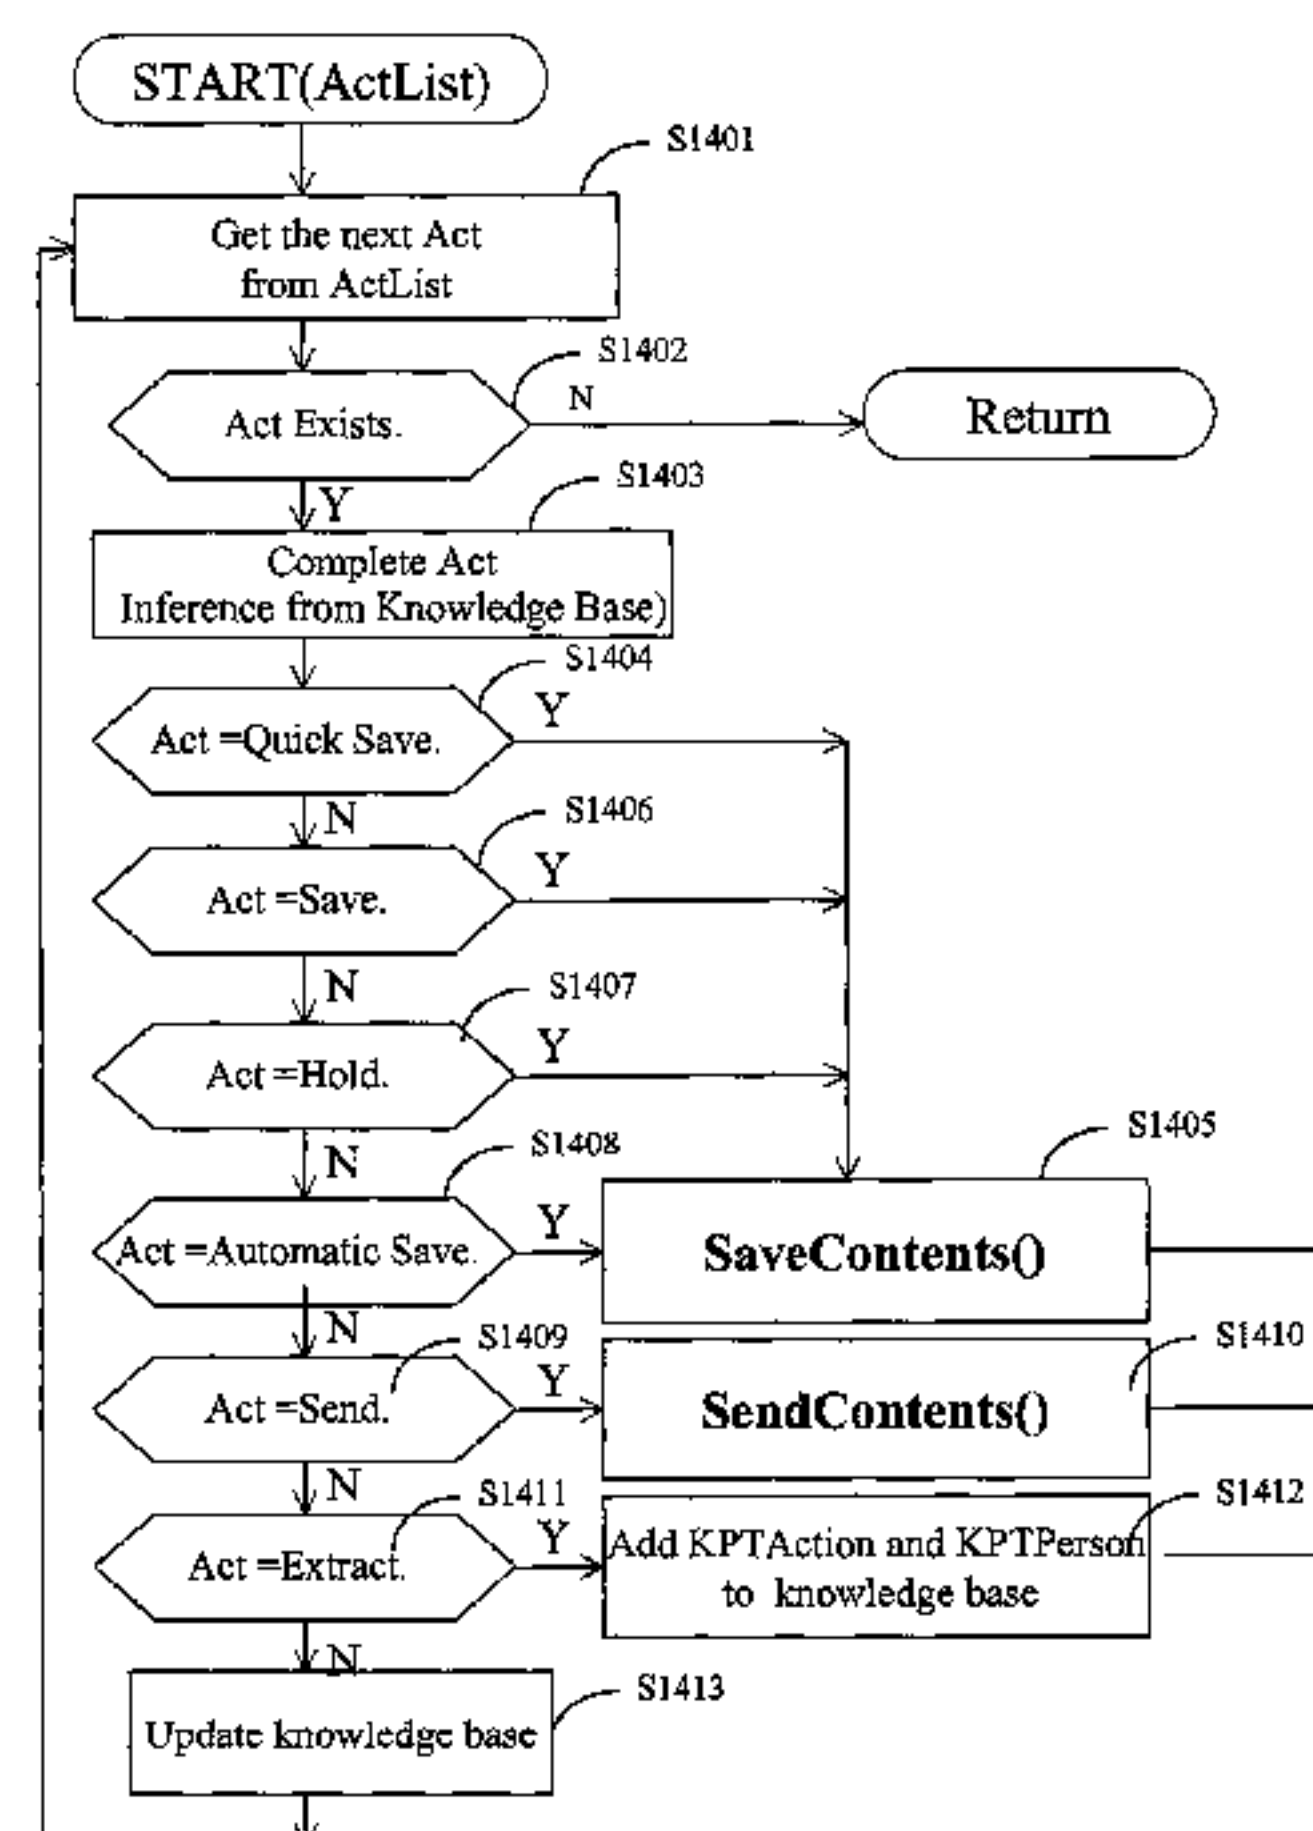 START(ActList)
S1401
Get the next Act
from ActList
S1402
Act Exists.
N
Return
Y
S1403
Complete Act
Inference from Knowledge Base)
S1404
Act =Quick Save.
Y
N
S1406
Act =Save.
Y
N
S1407
Act =Hold.
Y
N
S1408
S1405
Act =Automatic Save.
Y
SaveContents()
N
S1409
S1410
Act =Send.
Y
SendContents()
N
S1411
S1412
Act =Extract.
Y
Add KPTAction and KPTPerson
to knowledge base
N
S1413
Update knowledge base